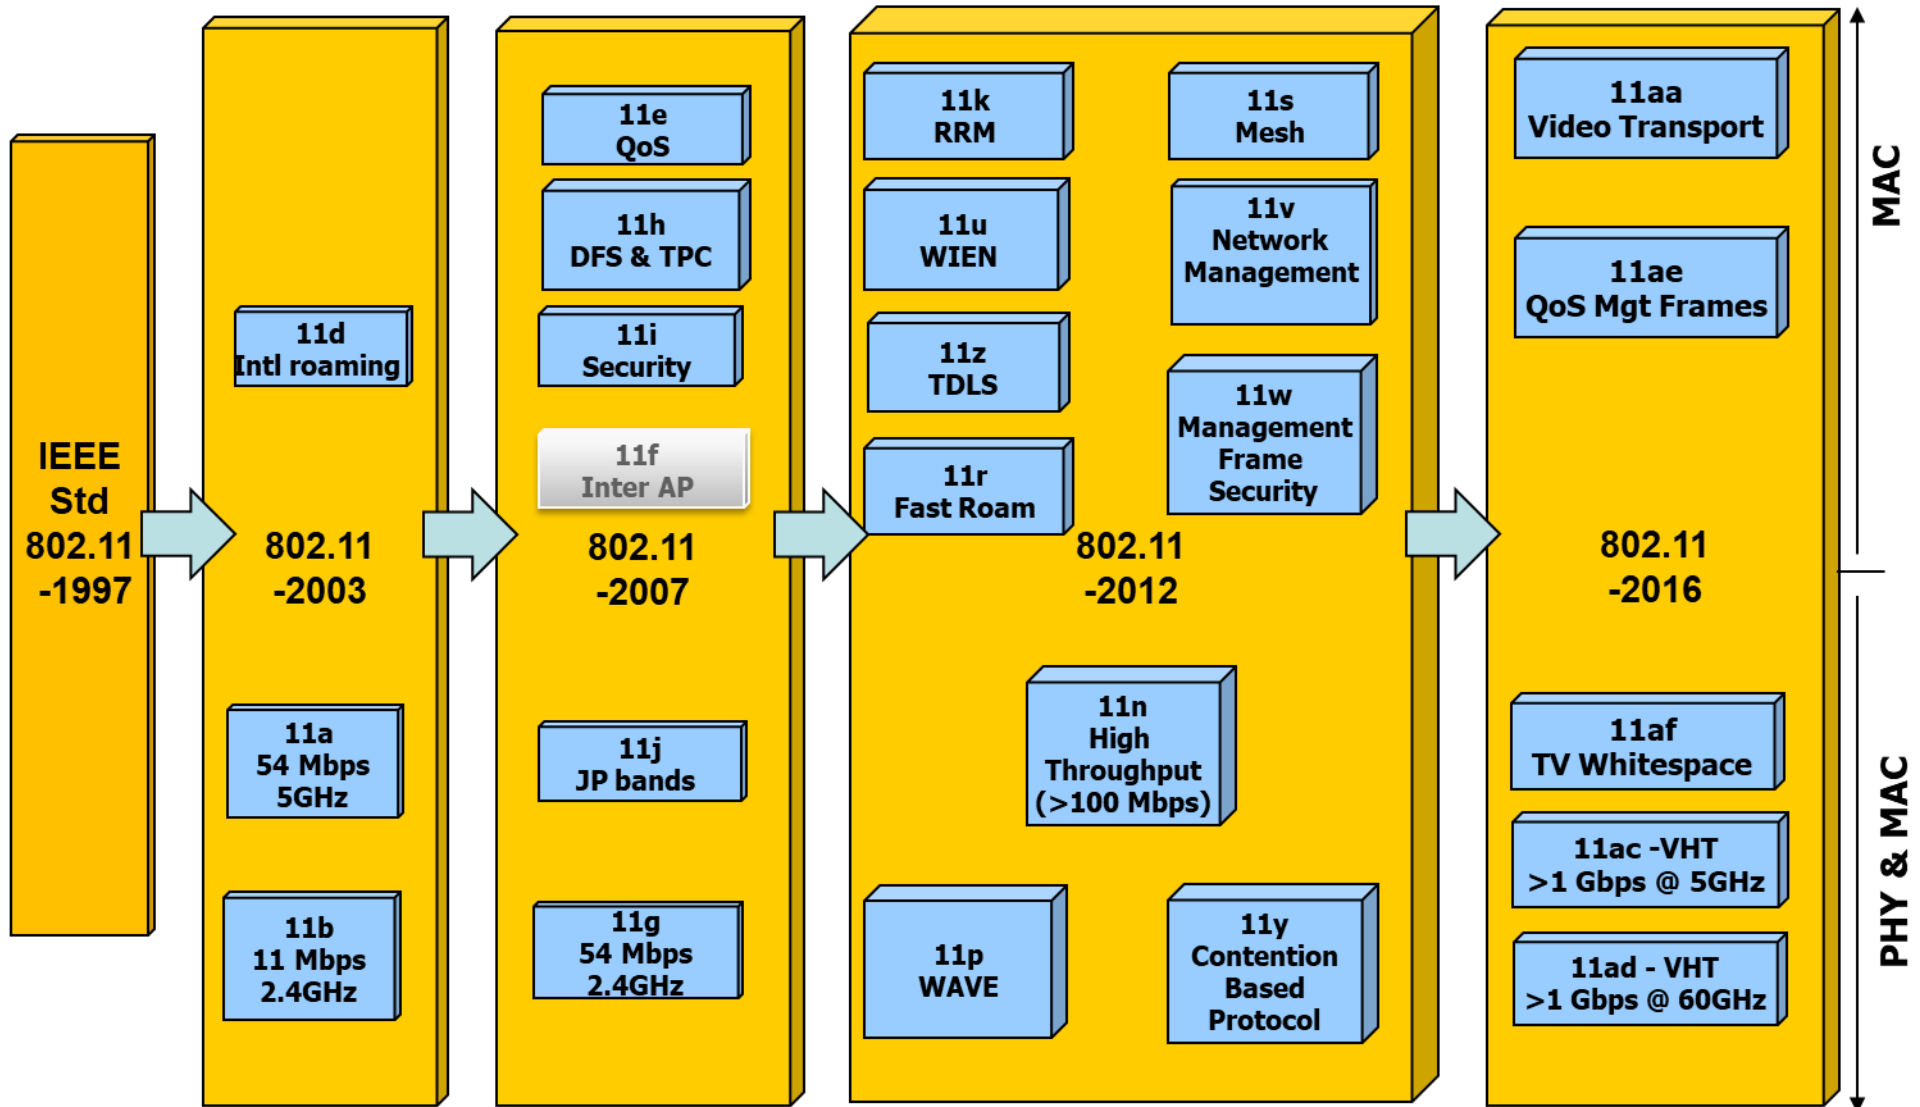 IEEE
Std
802.11
-1997
11d
Intl roaming
802.11
-2003
11a
54 Mbps
5GHz
11b
11 Mbps
2.4GHz
11e
QoS
11h
DFS & TPC
11i
Security
11f
Inter AP
802.11
-2007
11j
JP bands
11g
54 Mbps
2.4GHz
11k
RRM
11u
WIEN
11z
TDLS
11r
Fast Roam
11s
Mesh
11v
Network
Management
11w
Management
Frame
Security
802.11
-2012
11n
High
Throughput
(>100 Mbps)
11p
WAVE
11y
Contention
Based
Protocol
11aa
Video Transport
11ae
QoS Mgt Frames
802.11
-2016
11af
TV Whitespace
11ac -VHT
>1 Gbps @ 5GHz
11ad - VHT
>1 Gbps @ 60GHz
MAC
PHY & MAC